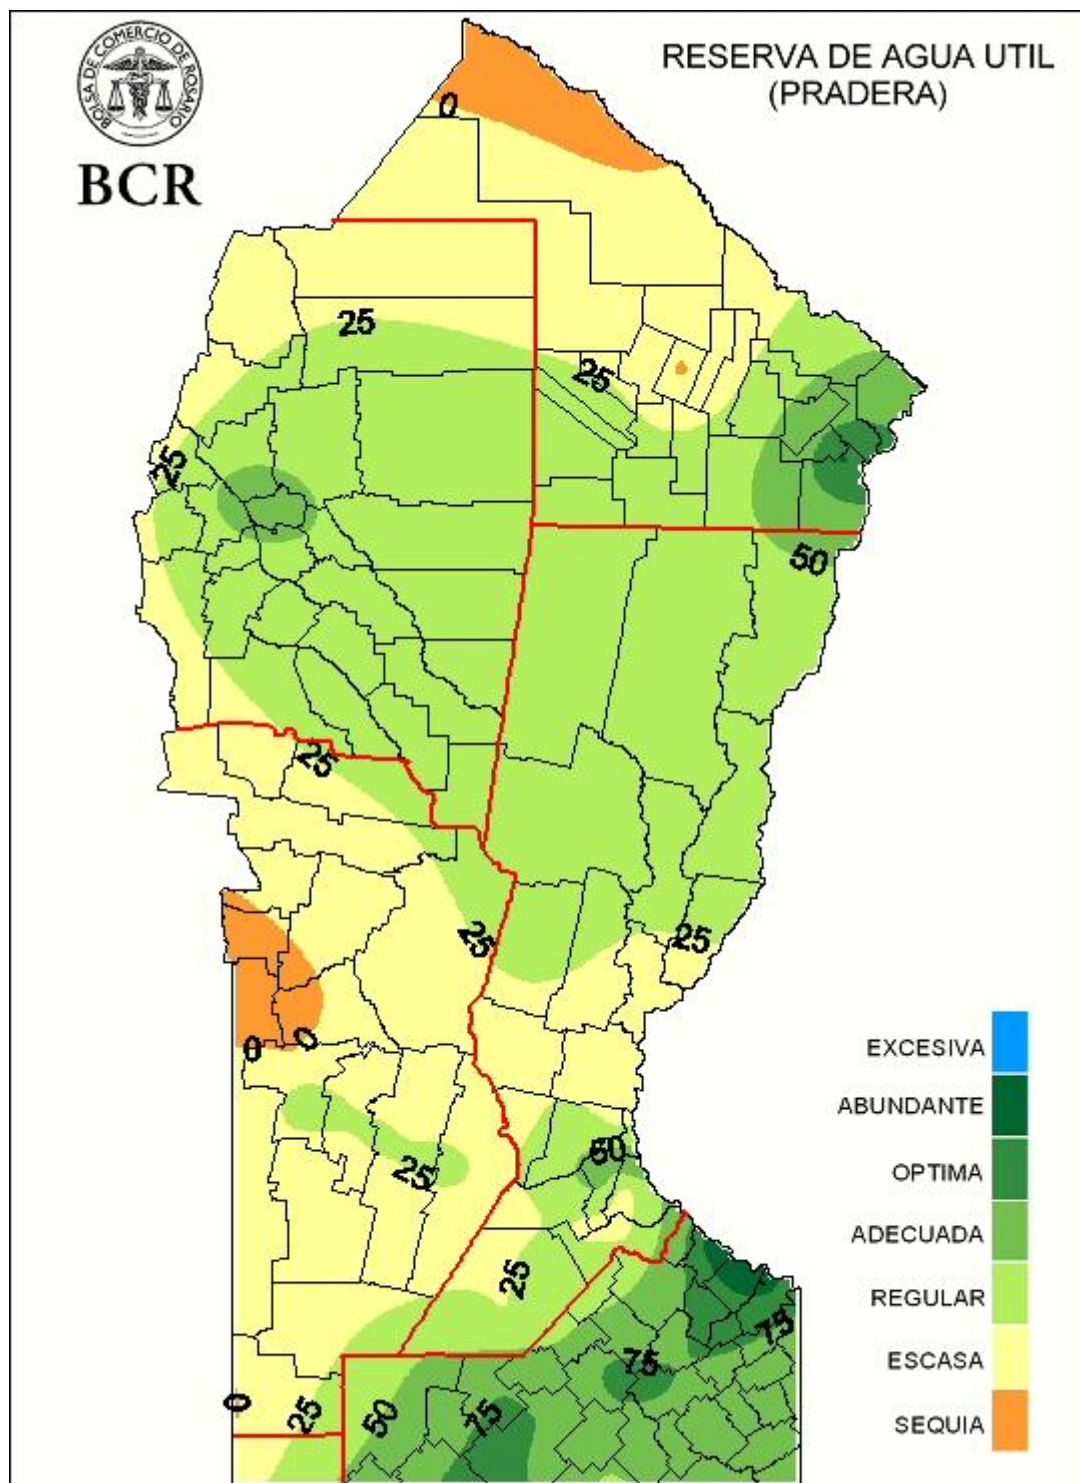 BOLSA DE COMERCIO DE ROSARIO
BCR
RESERVA DE AGUA UTIL
(PRADERA)
0
25
25
25
50
25
25
25
0
0
50
25
25
75
75
0
25
50
75
EXCESIVA
ABUNDANTE
OPTIMA
ADECUADA
REGULAR
ESCASA
SEQUIA